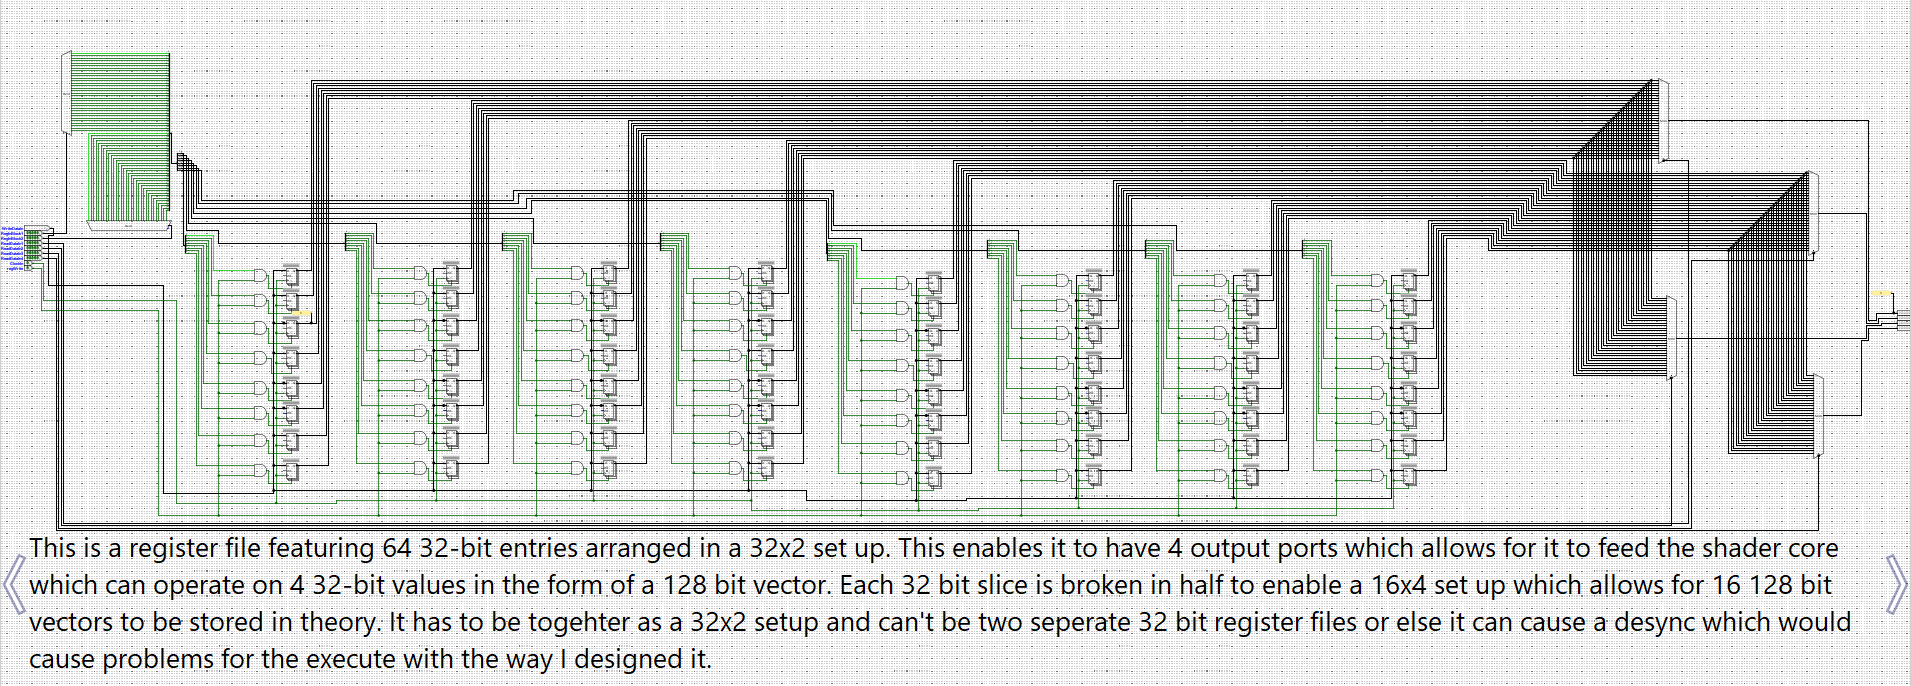 This is a register file featuring 64 32-bit entries arranged in a 32x2 set up. This enables it to have 4 output ports which allows for it to feed the shader core
which can operate on 4 32-bit values in the form of a 128 bit vector. Each 32 bit slice is broken in half to enable a 16x4 set up which allows for 16 128 bit
vectors to be stored in theory. It has to be togehter as a 32x2 setup and can't be two seperate 32 bit register files or else it can cause a desync which would
cause problems for the execute with the way I designed it.